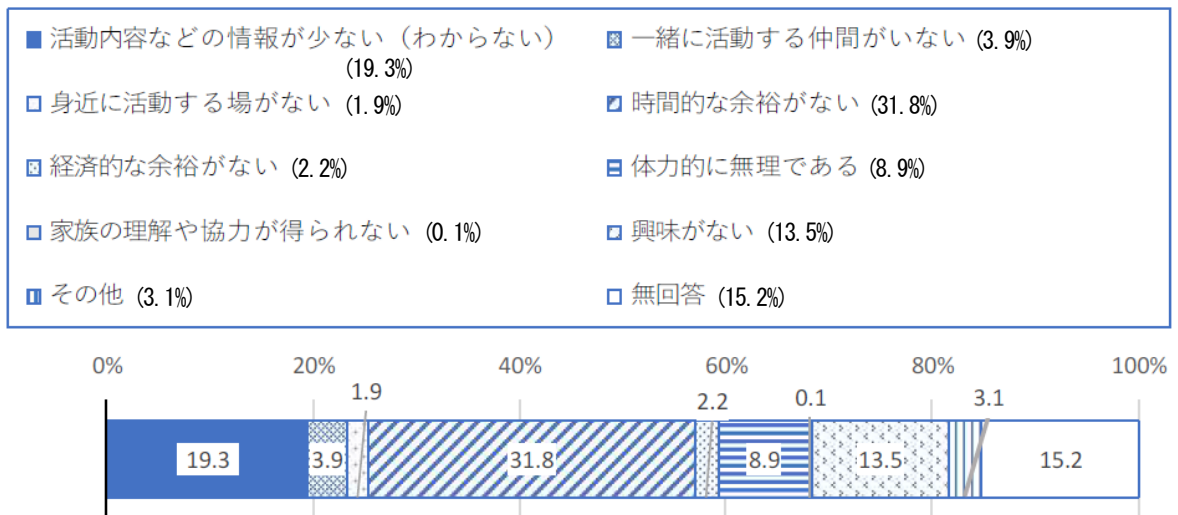 活動内容などの情報が少ない（わからない） 一緒に活動する仲間がいない (3.9%)
(19.3%)
身近に活動する場がない (1.9%) 時間的な余裕がない (31.8%)
経済的な余裕がない (2.2%) 体力的に無理である (8.9%)
家族の理解や協力が得られない (0.1%) 興味がない (13.5%)
その他 (3.1%) 無回答 (15.2%)
0% 20% 40% 60% 80% 100%
1.9 2.2 0.1 3.1
19.3 3.9 31.8 8.9 13.5 15.2